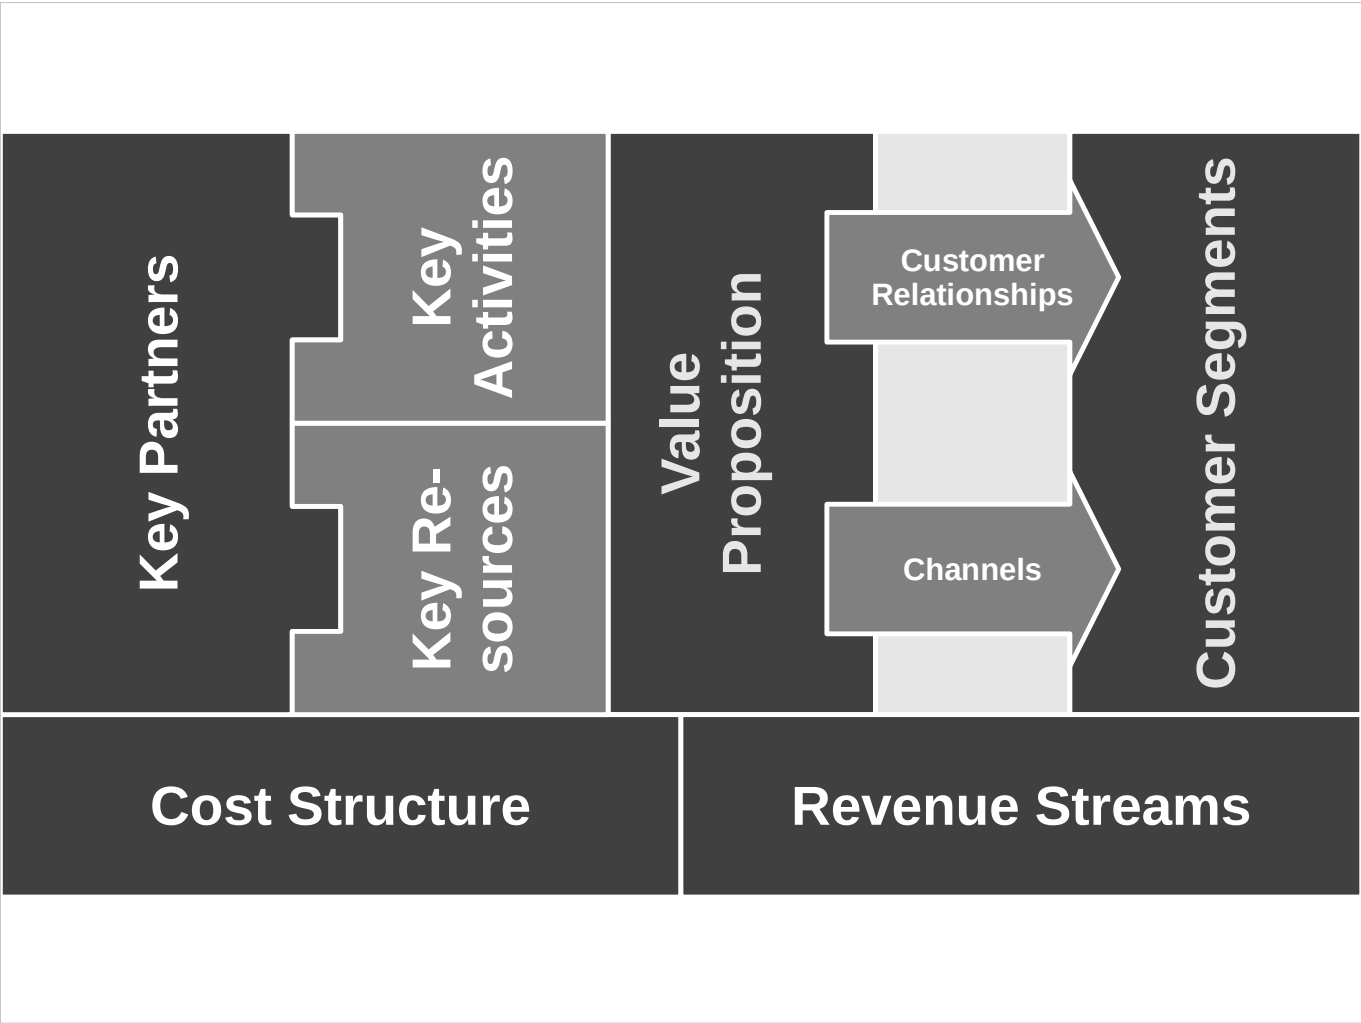 Key Partners
Key
Activities
Key Re-
sources
Value
Proposition
Customer
Relationships
Channels
Customer Segments
Cost Structure
Revenue Streams